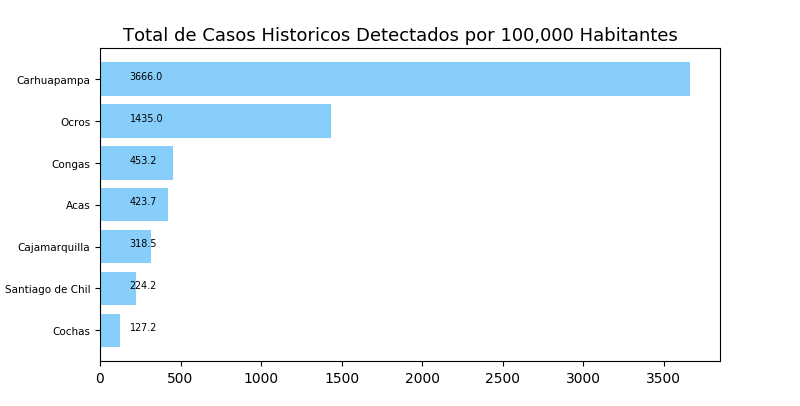 Total de Casos Historicos Detectados por 100,000 Habitantes
Carhuapampa 3666.0
Ocros 1435.0
Congas 453.2
Acas 423.7
Cajamarquilla 318.5
Santiago de Chil 224.2
Cochas 127.2
0 500 1000 1500 2000 2500 3000 3500